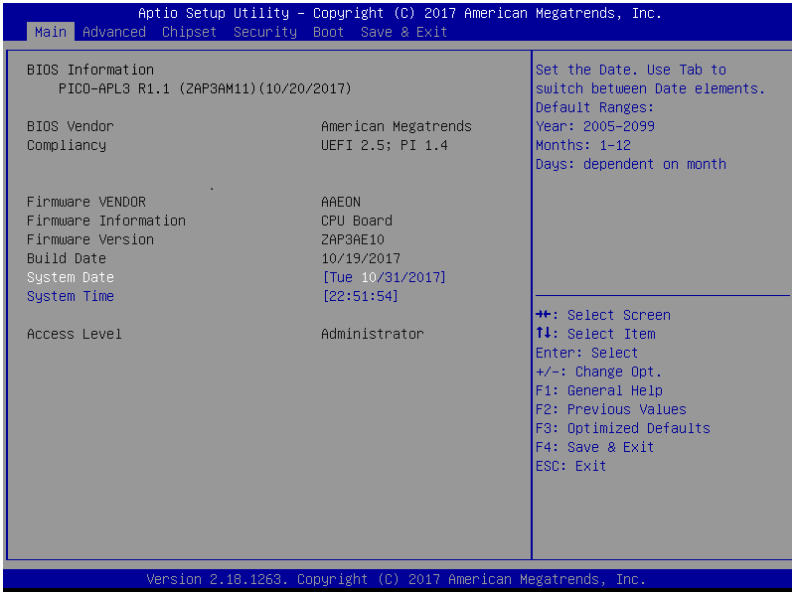 Aptio Setup Utility – Copyright (C) 2017 American Megatrends, Inc.
Main Advanced Chipset Security Boot Save & Exit
BIOS Information
PICO-APL3 R1.1 (ZAP3AM11)(10/20/2017)
BIOS Vendor American Megatrends
Compliancy UEFI 2.5; PI 1.4
Firmware VENDOR AAEON
Firmware Information CPU Board
Firmware Version ZAP3AE10
Build Date 10/19/2017
System Date [Tue 10/31/2017]
System Time [22:51:54]
Access Level Administrator
Set the Date. Use Tab to
switch between Date elements.
Default Ranges:
Year: 2005-2099
Months: 1-12
Days: dependent on month
→←: Select Screen
↑↓: Select Item
Enter: Select
+/-: Change Opt.
F1: General Help
F2: Previous Values
F3: Optimized Defaults
F4: Save & Exit
ESC: Exit
Version 2.18.1263. Copyright (C) 2017 American Megatrends, Inc.